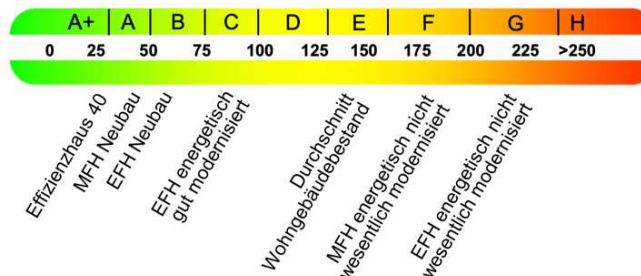 A+ A B C D E F G H
0 25 50 75 100 125 150 175 200 225 >250
Effizienzhaus 40
MFH Neubau
EFH Neubau
EFH energetisch
gut modernisiert
Durchschnitt
Wohngebäudebestand
MFH energetisch nicht
wesentlich modernisiert
EFH energetisch nicht
wesentlich modernisiert